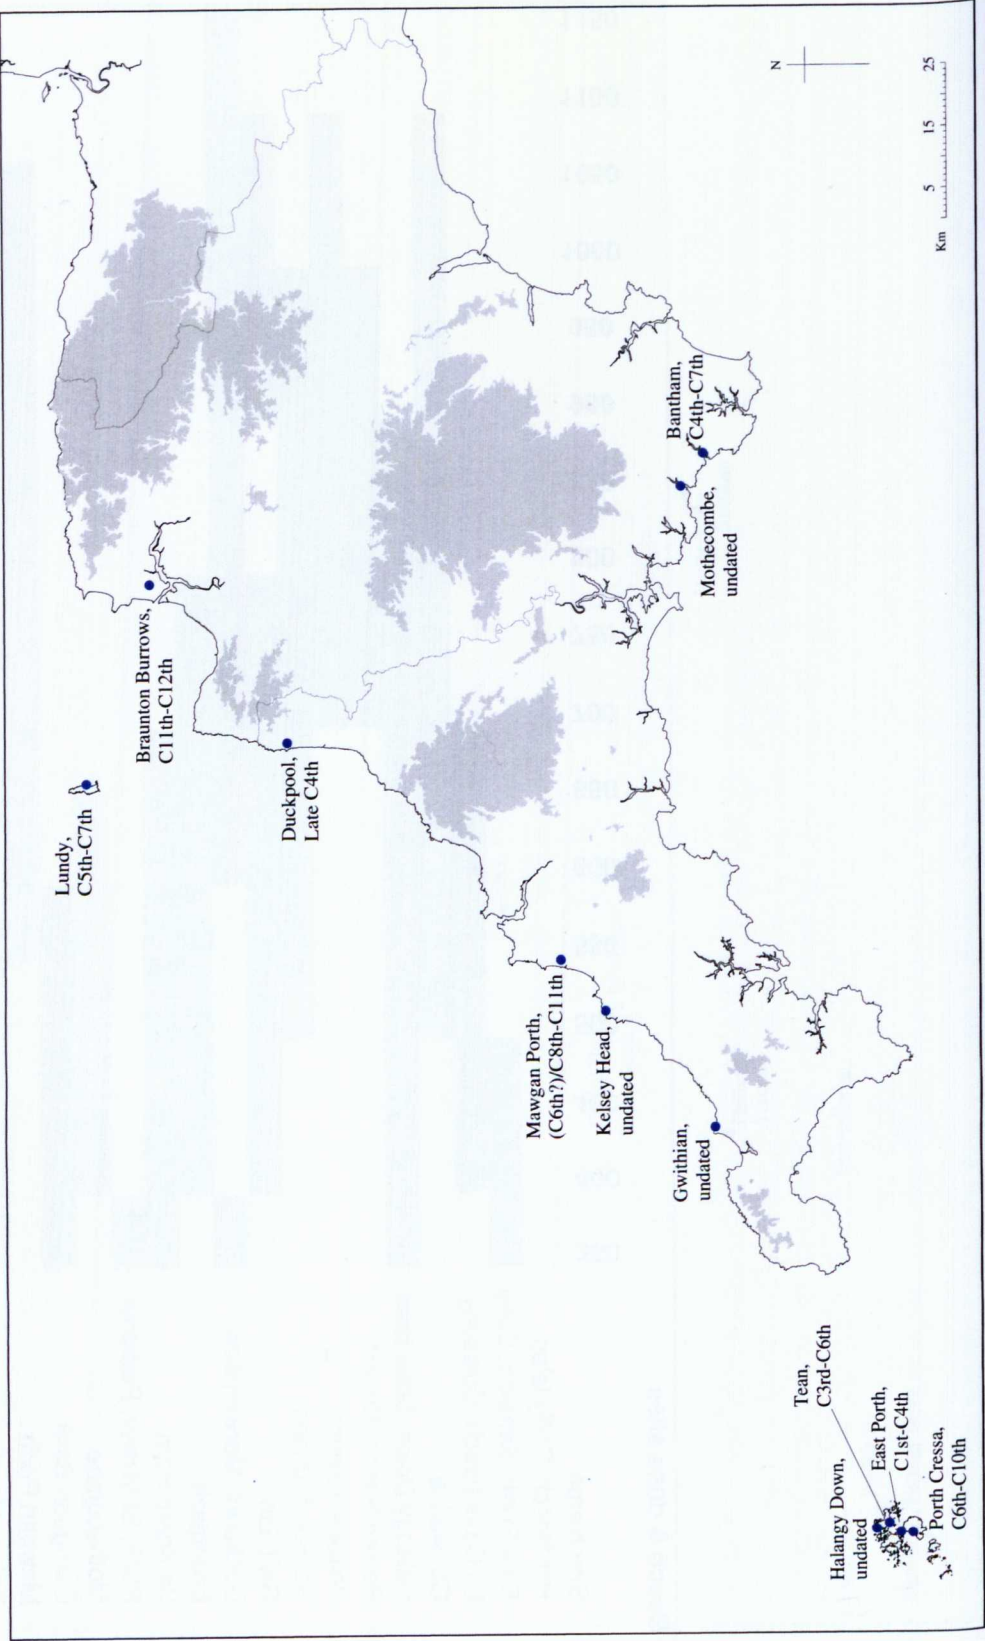 Lundy,
C5th-C7th
Braunton Burrows,
C11th-C12th
Duckpool,
Late C4th
Mawgan Porth,
(C6th?)/C8th-C11th
Kelsey Head,
undated
Gwithian,
undated
Bantham,
C4th-C7th
Mothecombe,
undated
Tean,
C3rd-C6th
Halangy Down,
undated
East Porth,
C1st-C4th
Porth Cressa,
C6th-C10th
N
Km 5 15 25